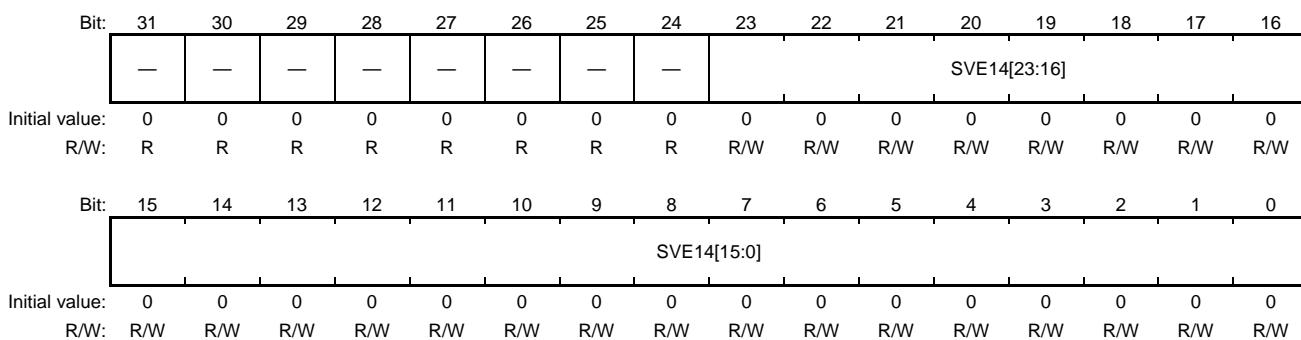 Bit: 31 30 29 28 27 26 25 24 23 22 21 20 19 18 17 16
— — — — — — — — SVE14[23:16]
Initial value: 0 0 0 0 0 0 0 0 0 0 0 0 0 0 0 0
R/W: R R R R R R R R R/W R/W R/W R/W R/W R/W R/W R/W
Bit: 15 14 13 12 11 10 9 8 7 6 5 4 3 2 1 0
SVE14[15:0]
Initial value: 0 0 0 0 0 0 0 0 0 0 0 0 0 0 0 0
R/W: R/W R/W R/W R/W R/W R/W R/W R/W R/W R/W R/W R/W R/W R/W R/W R/W